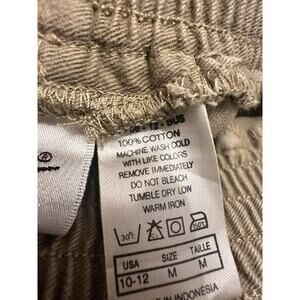 100% COTTON
MACHINE WASH COLD
WITH LIKE COLORS
REMOVE IMMEDIATELY
DO NOT BLEACH
TUMBLE DRY LOW
WARM IRON
USA SIZE TAILLE
10-12 M M
IN INDONESIA